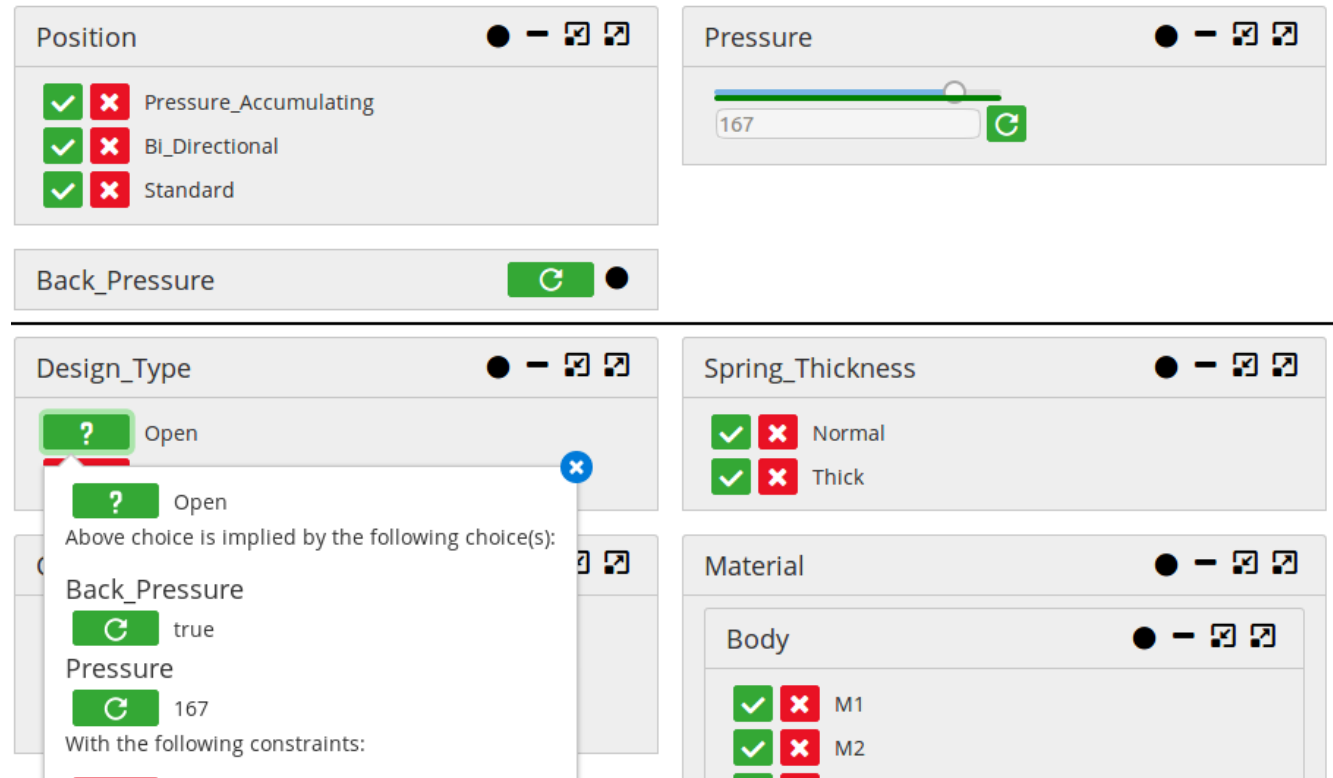 Position
Pressure_Accumulating
Bi_Directional
Standard
Pressure
167
Back_Pressure
Design_Type
? Open
? Open
Above choice is implied by the following choice(s):
Back_Pressure
true
Pressure
167
With the following constraints:
Spring_Thickness
Normal
Thick
Material
Body
M1
M2